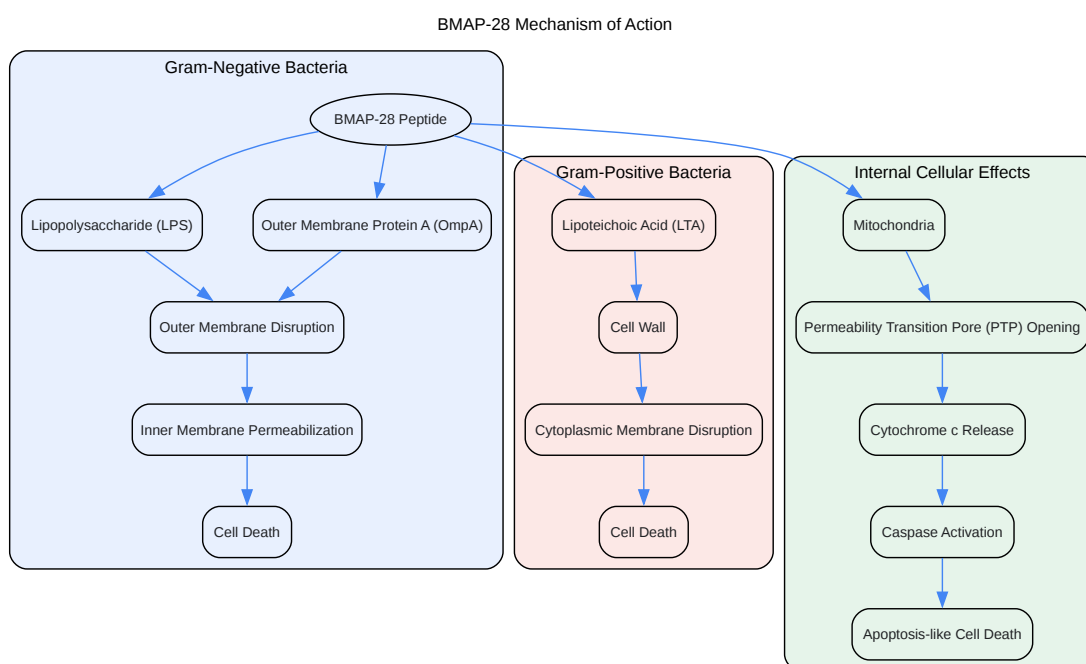 BMAP-28 Mechanism of Action
Gram-Negative Bacteria
BMAP-28 Peptide
Lipopolysaccharide (LPS)
Outer Membrane Protein A (OmpA)
Outer Membrane Disruption
Inner Membrane Permeabilization
Cell Death
Gram-Positive Bacteria
Lipoteichoic Acid (LTA)
Cell Wall
Cytoplasmic Membrane Disruption
Cell Death
Internal Cellular Effects
Mitochondria
Permeability Transition Pore (PTP) Opening
Cytochrome c Release
Caspase Activation
Apoptosis-like Cell Death